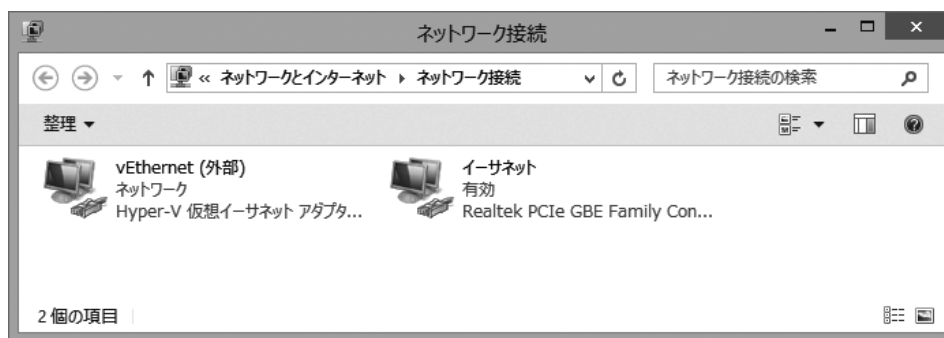 ネットワーク接続
« ネットワークとインターネット ネットワーク接続
ネットワーク接続の検索
整理
vEthernet (外部)
ネットワーク
Hyper-V 仮想イーサネット アダプタ...
イーサネット
有効
Realtek PCIe GBE Family Con...
2 個の項目